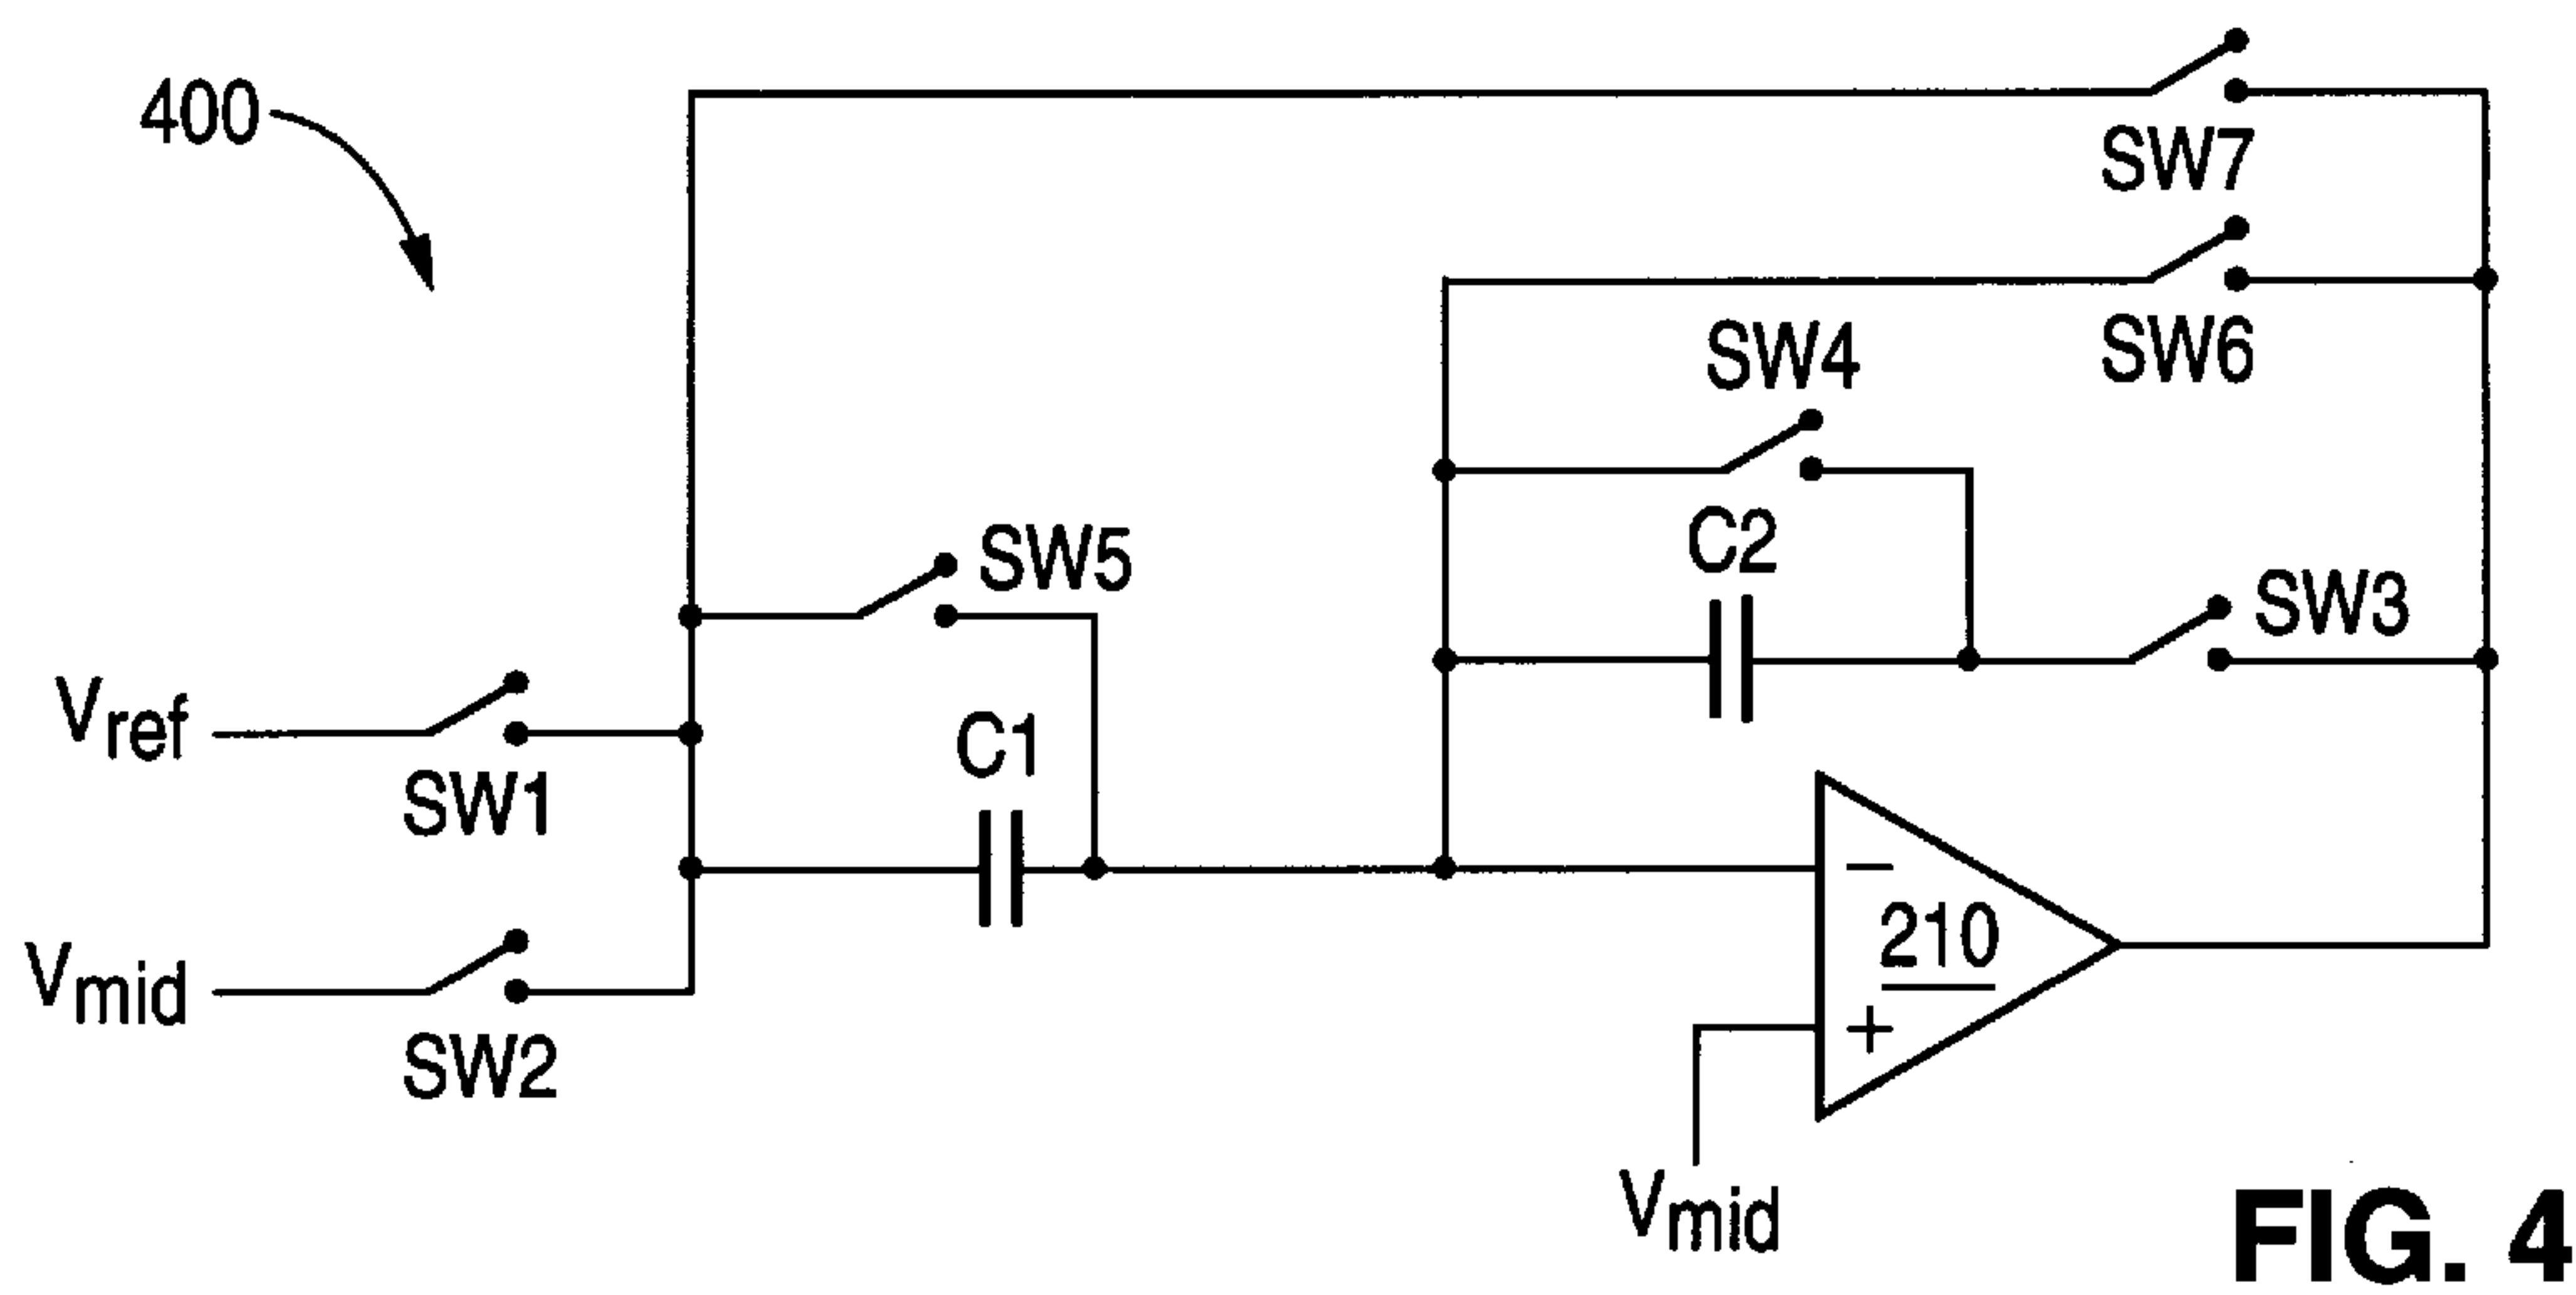 400
SW7
SW6
SW4
SW5
C2
SW3
Vref
C1
SW1
Vmid
−
210
+
SW2
Vmid
FIG. 4